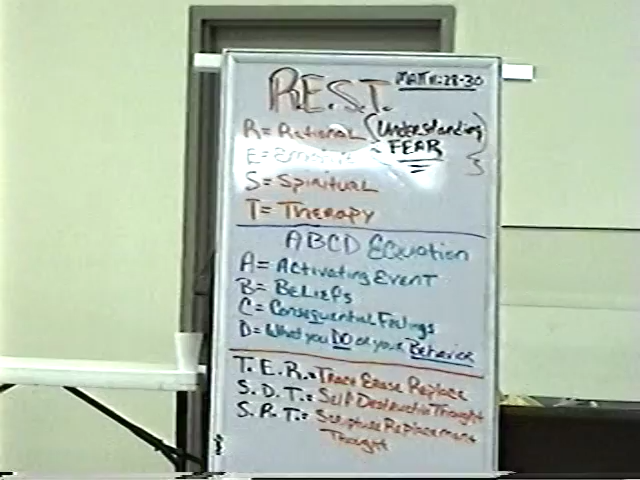 R.E.S.T. MATT 11:28-30
R= Rational (Understanding)
E= FEAR
S= Spiritual
T= Therapy
ABCD Equation
A= Activating Event
B= Beliefs
C= Consequential Feelings
D= What you DO or your Behavior
T.E.R.= Trace Erase Replace
S.D.T.= Self Destructive Thought
S.R.T.= Scripture Replacement
Thought